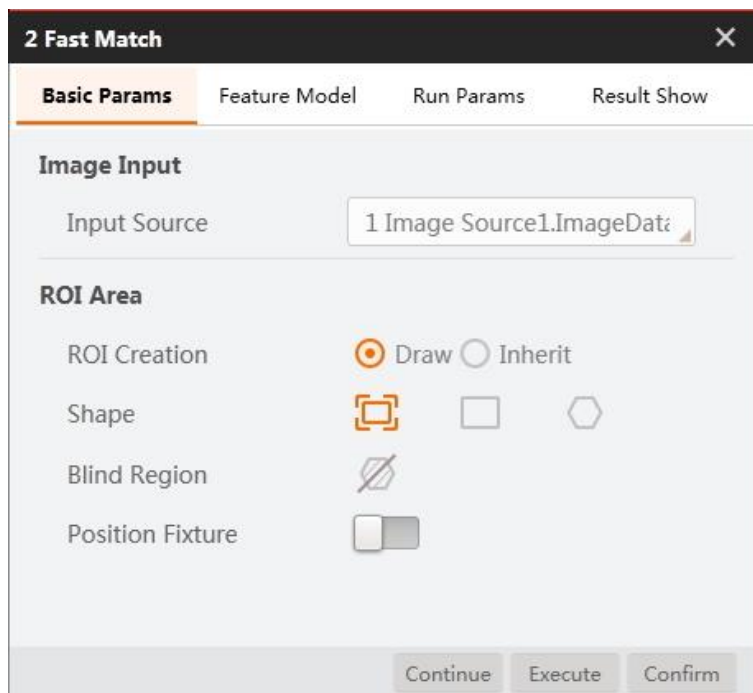 2 Fast Match
Basic Params Feature Model Run Params Result Show
Image Input
Input Source 1 Image Source1.ImageData
ROI Area
ROI Creation Draw Inherit
Shape
Blind Region
Position Fixture
Continue Execute Confirm